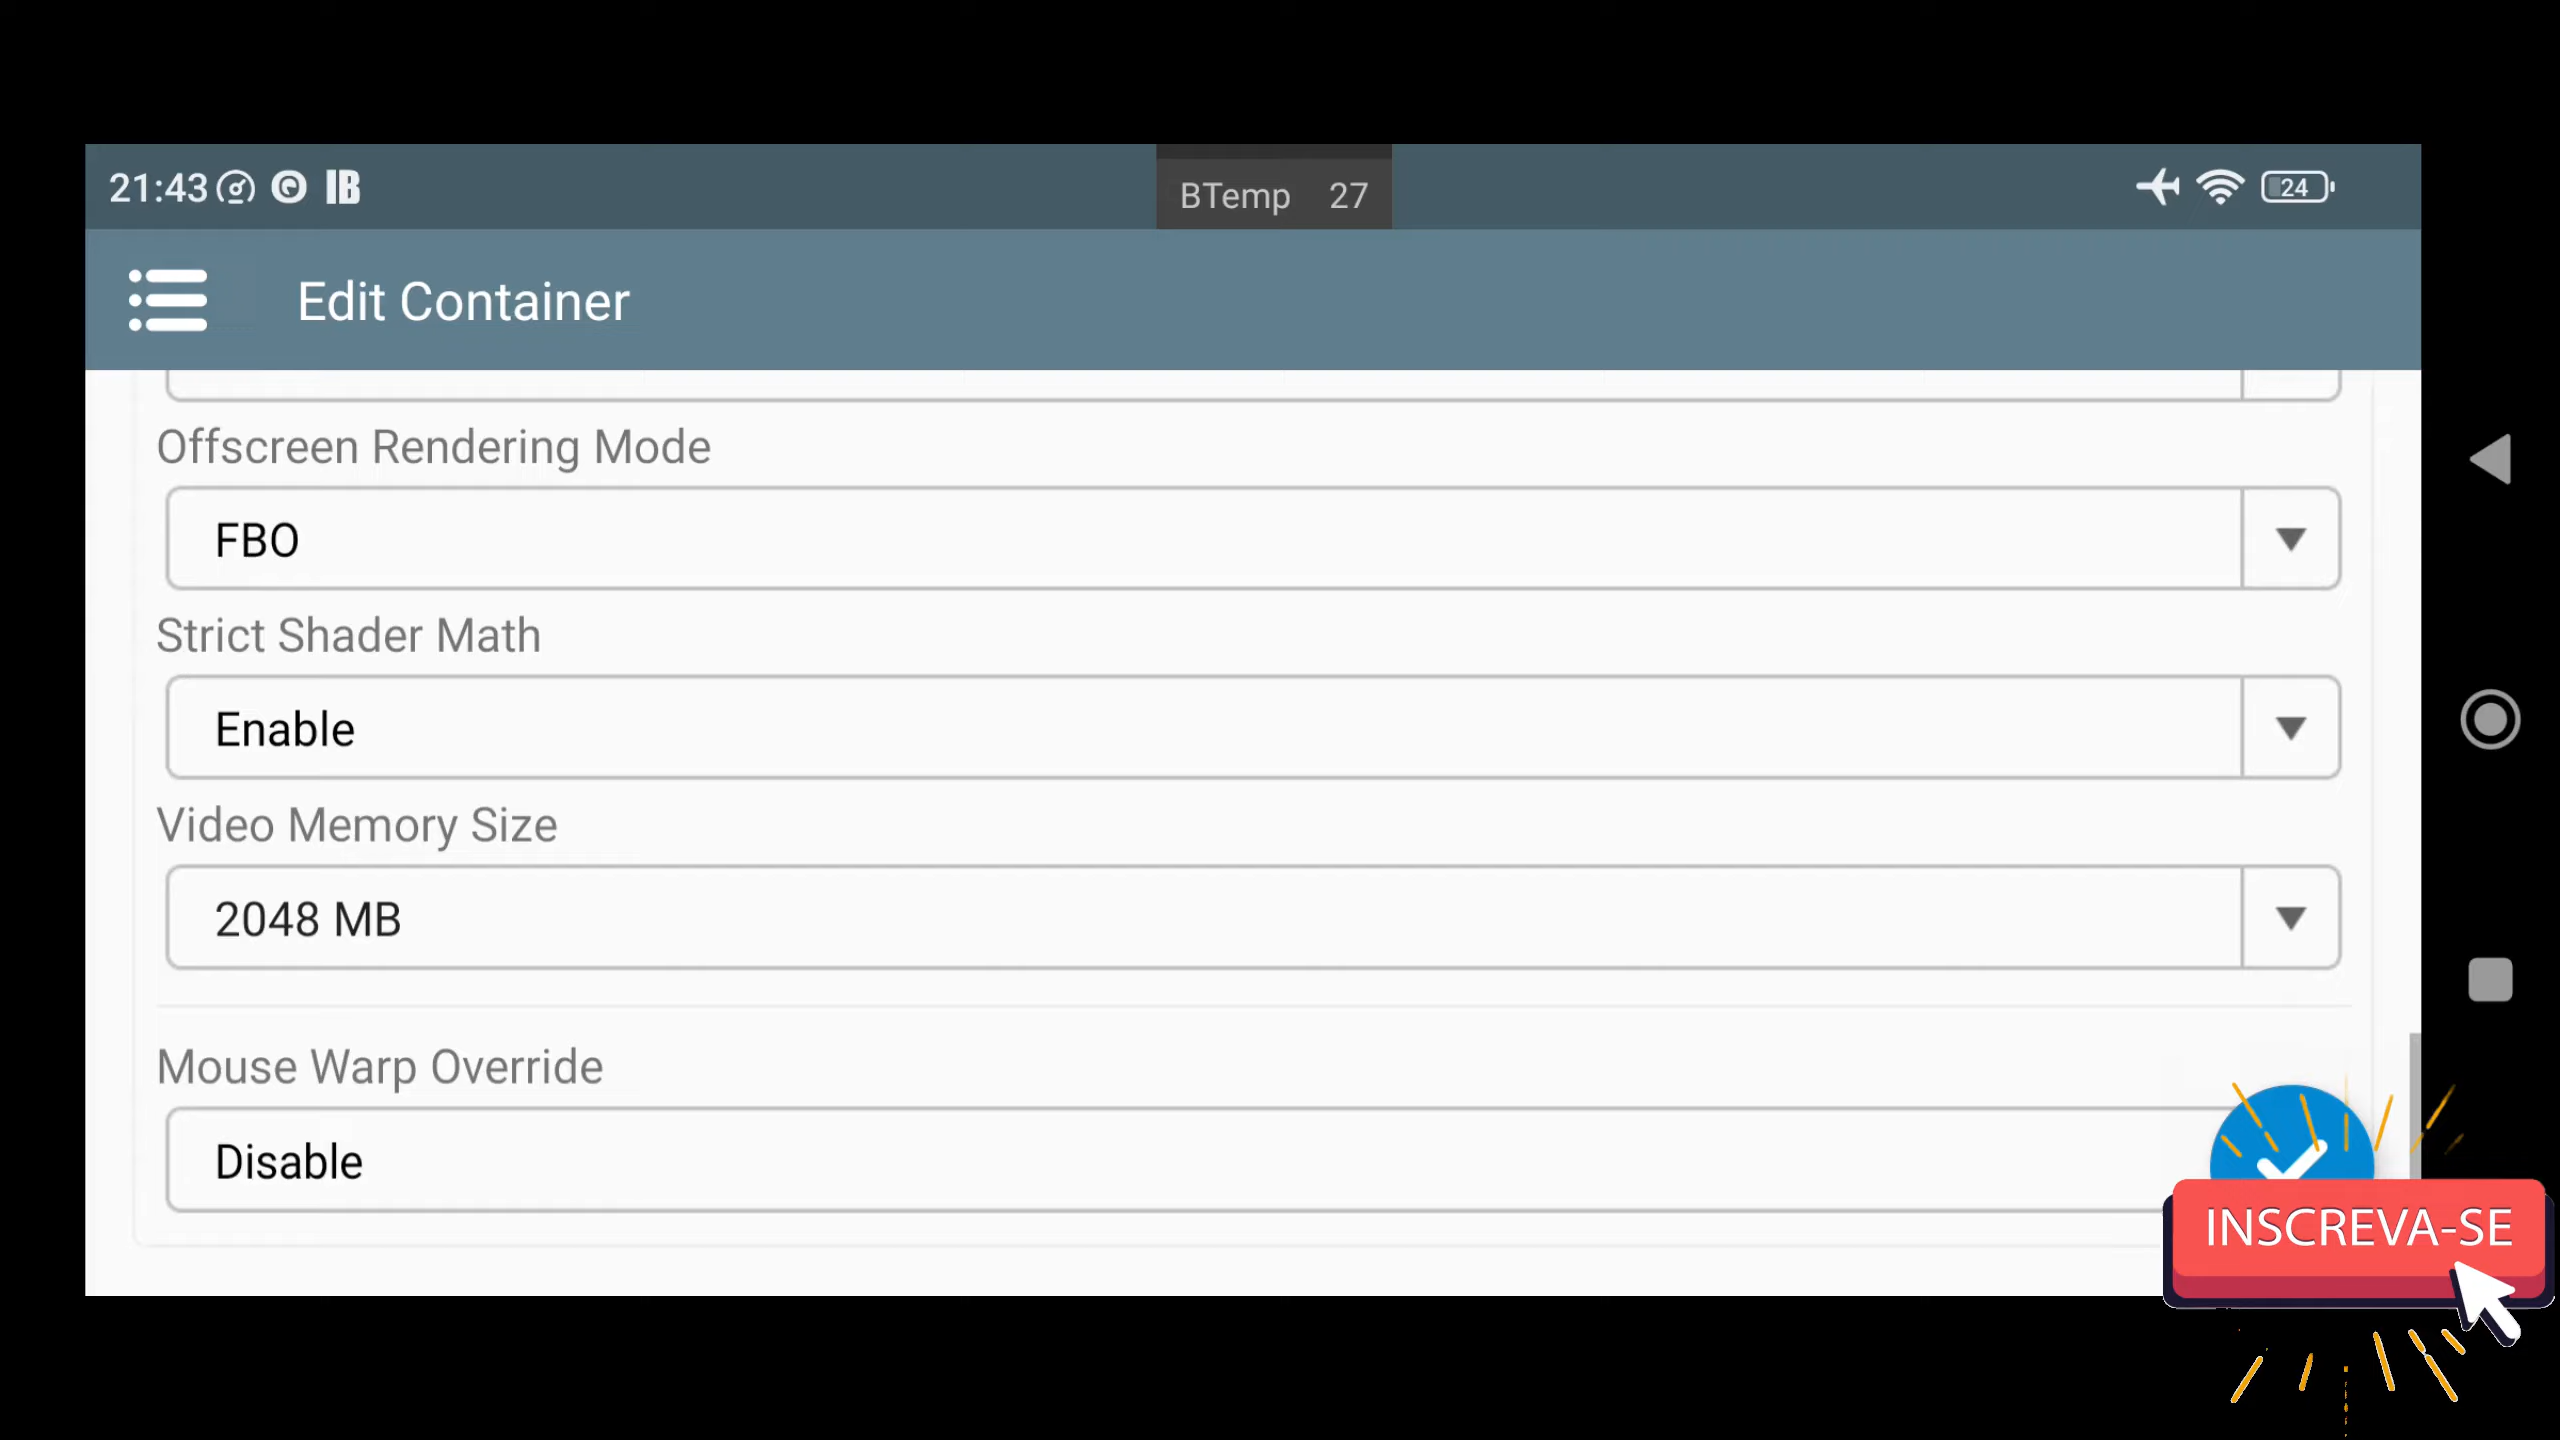 21:43
BTemp 27
24
Edit Container
Offscreen Rendering Mode
FBO
Strict Shader Math
Enable
Video Memory Size
2048 MB
Mouse Warp Override
Disable
INSCREVA-SE